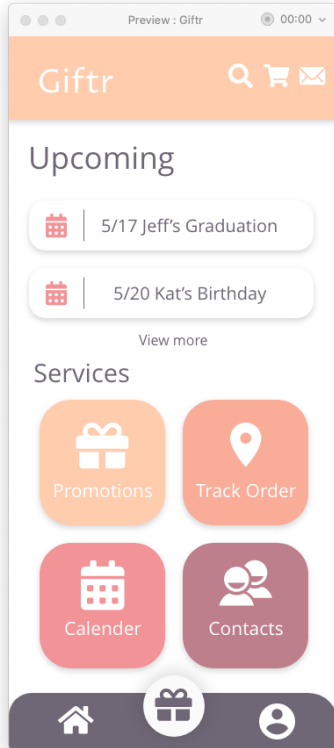 Preview : Giftr
00:00
Giftr
Upcoming
5/17 Jeff's Graduation
5/20 Kat's Birthday
View more
Services
Promotions
Track Order
Calender
Contacts